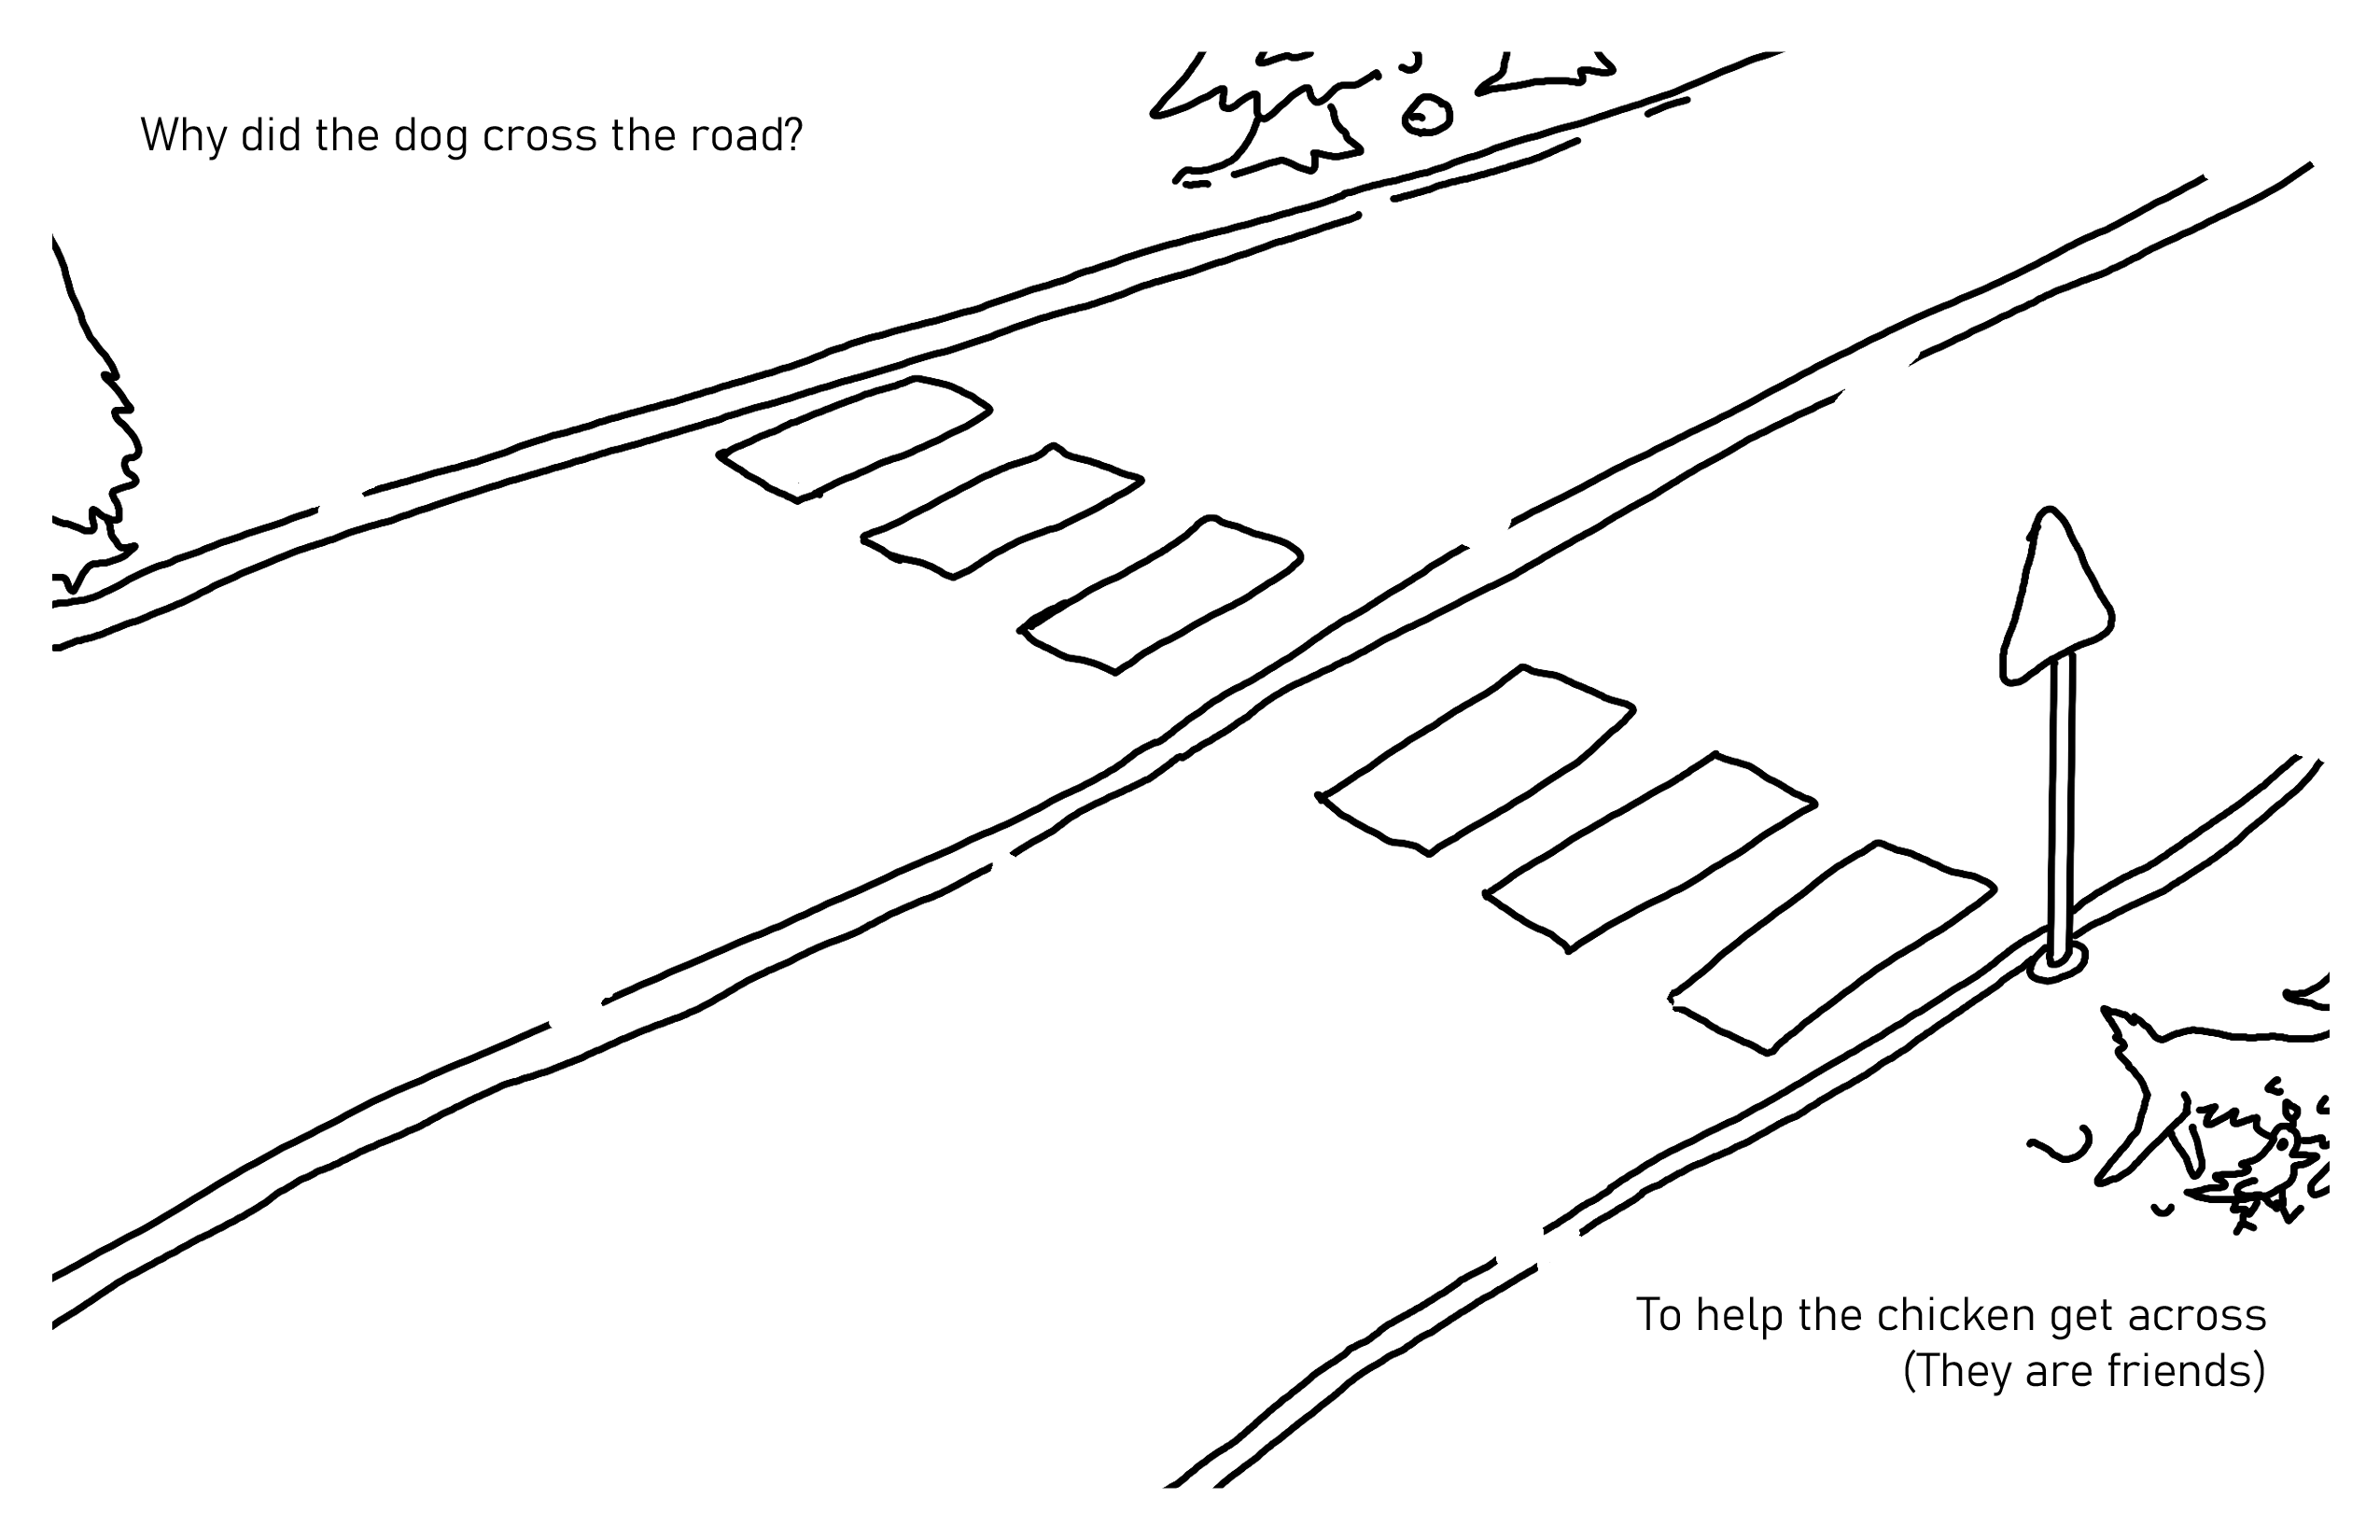 Why did the dog cross the road?
To help the chicken get across
(They are friends)